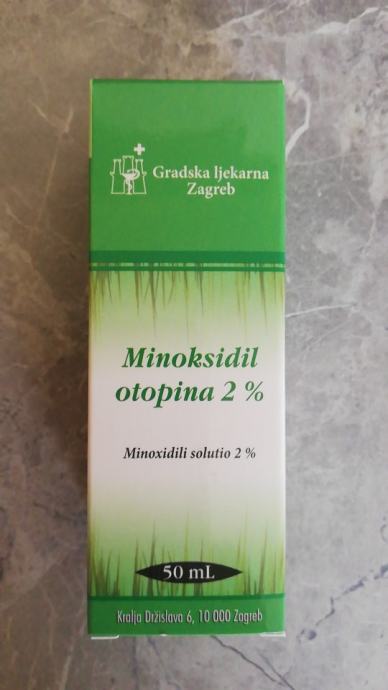 Gradska ljekarna
Zagreb
Minoksidil
otopina 2 %
Minoxidili solutio 2 %
50 mL
Kralja Držislava 6, 10 000 Zagreb